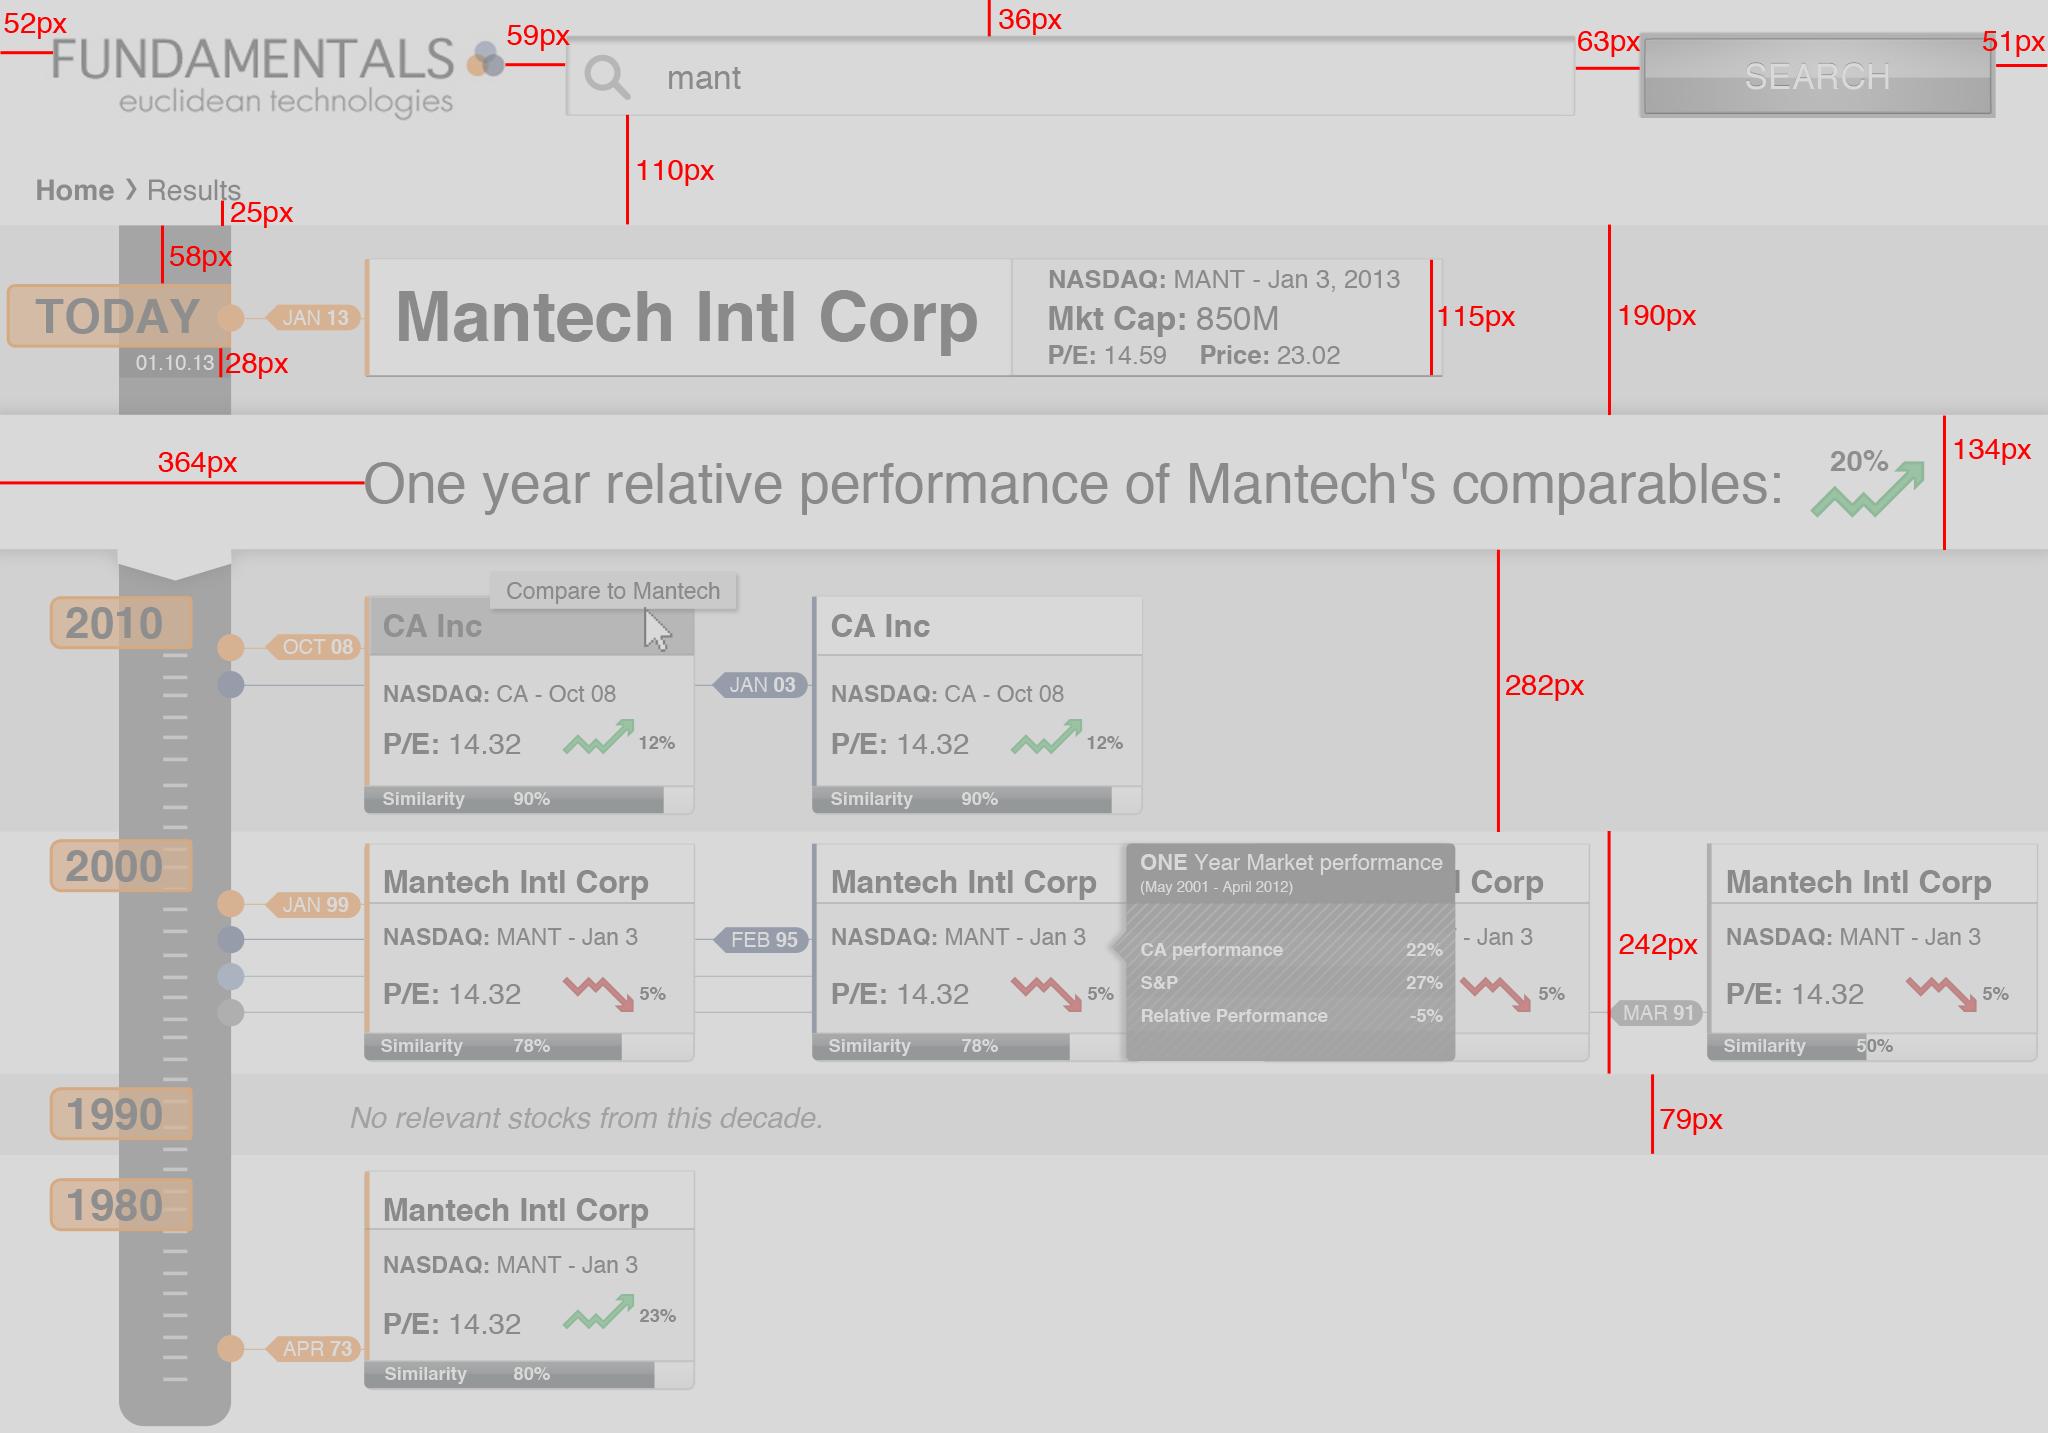 52px
FUNDAMENTALS
euclidean technologies
59px
mant
36px
63px
SEARCH
51px
110px
Home ❯ Results
25px
58px
TODAY
01.10.13
28px
JAN 13
Mantech Intl Corp
NASDAQ: MANT - Jan 3, 2013
Mkt Cap: 850M
P/E: 14.59 Price: 23.02
115px
190px
364px
One year relative performance of Mantech's comparables:
20%
134px
2010
OCT 08
Compare to Mantech
CA Inc
NASDAQ: CA - Oct 08
P/E: 14.32
12%
Similarity 90%
JAN 03
CA Inc
NASDAQ: CA - Oct 08
P/E: 14.32
12%
Similarity 90%
282px
2000
JAN 99
Mantech Intl Corp
NASDAQ: MANT - Jan 3
P/E: 14.32
5%
Similarity 78%
FEB 95
Mantech Intl Corp
NASDAQ: MANT - Jan 3
P/E: 14.32
5%
Similarity 78%
ONE Year Market performance
(May 2001 - April 2012)
CA performance 22%
S&P 27%
Relative Performance -5%
l Corp
- Jan 3
5%
242px
MAR 91
Mantech Intl Corp
NASDAQ: MANT - Jan 3
P/E: 14.32
5%
Similarity 50%
1990
No relevant stocks from this decade.
79px
1980
APR 73
Mantech Intl Corp
NASDAQ: MANT - Jan 3
P/E: 14.32
23%
Similarity 80%